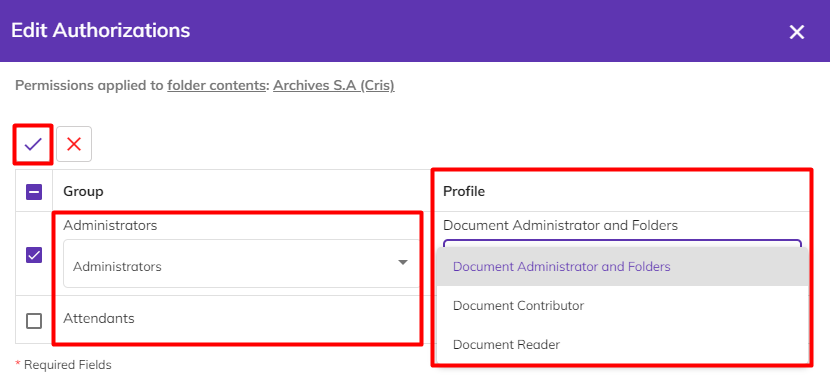 Edit Authorizations
Permissions applied to folder contents: Archives S.A (Cris)
Group Profile
Administrators Document Administrator and Folders
Administrators Document Administrator and Folders
Document Contributor
Attendants
Document Reader
* Required Fields